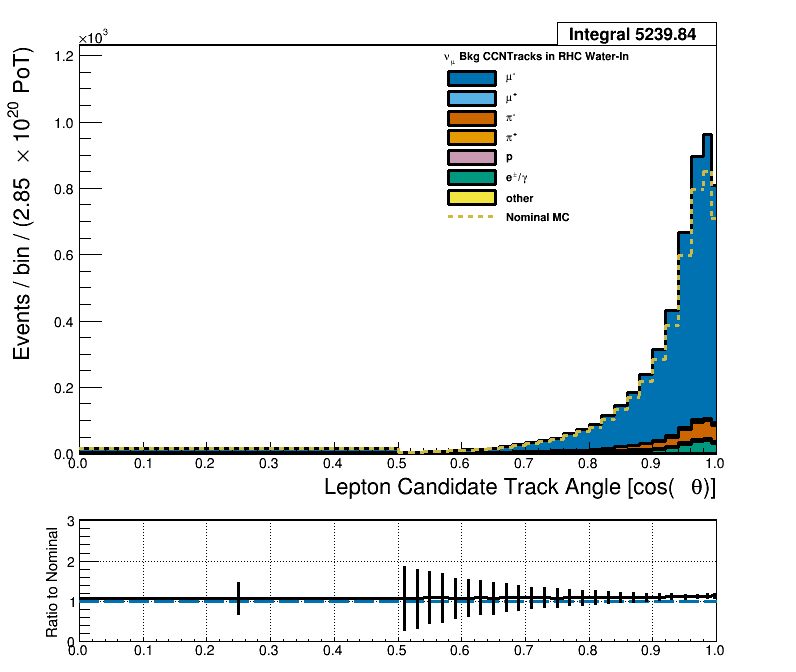 Integral 5239.84
×10³
Events / bin / (2.85 × 10²⁰ PoT)
1.2
1.0
0.8
0.6
0.4
0.2
0.0
ν_μ Bkg CCNTracks in RHC Water-In
μ⁻
μ⁺
π⁻
π⁺
p
e±/γ
other
Nominal MC
0.0 0.1 0.2 0.3 0.4 0.5 0.6 0.7 0.8 0.9 1.0
Lepton Candidate Track Angle [cos( θ)]
Ratio to Nominal
3
2
1
0
0.0 0.1 0.2 0.3 0.4 0.5 0.6 0.7 0.8 0.9 1.0